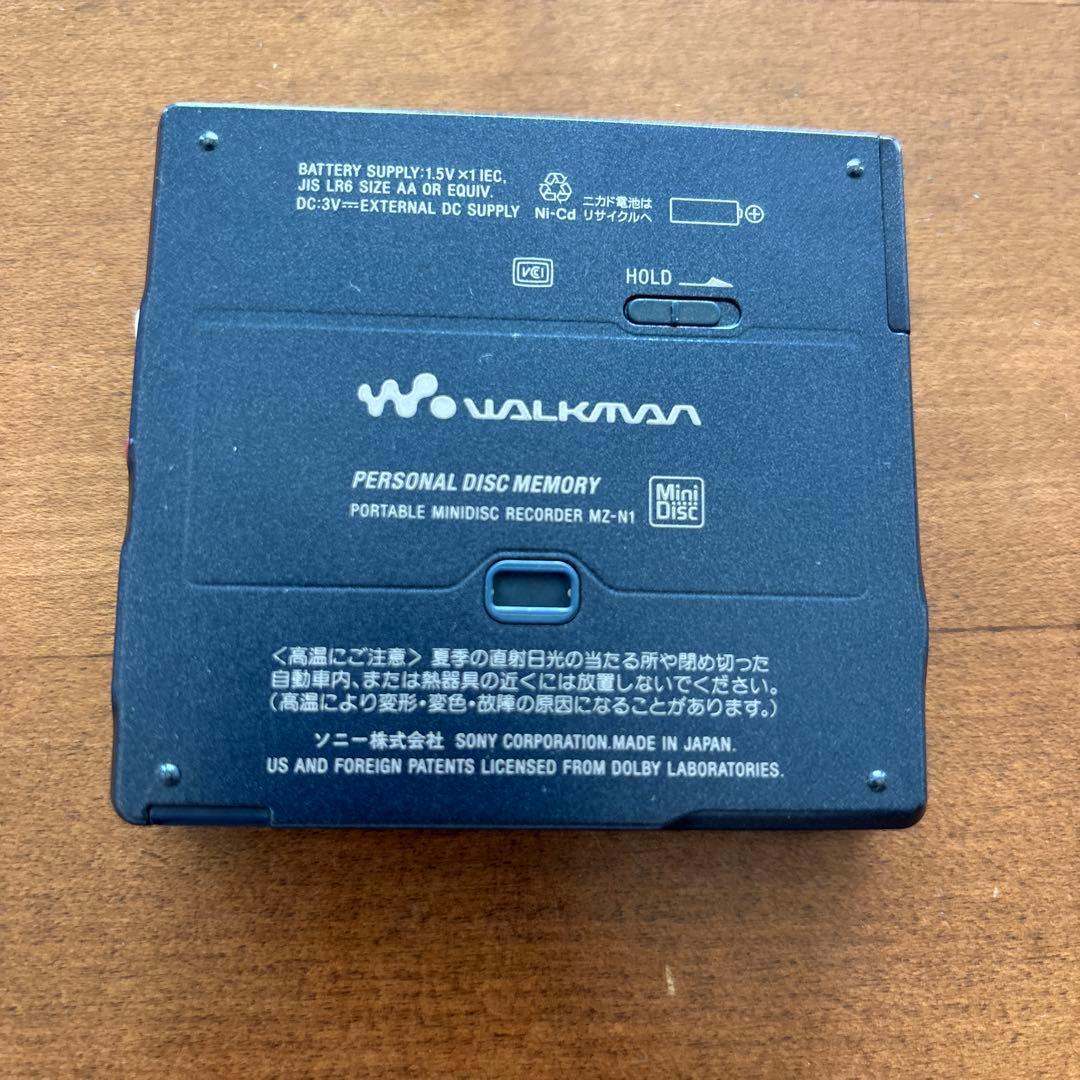 BATTERY SUPPLY:1.5V×1 IEC,
JIS LR6 SIZE AA OR EQUIV.
DC:3V⎓EXTERNAL DC SUPPLY
Ni-Cd
ニカド電池は
リサイクルへ
VCI
HOLD
W. WALKMAN
PERSONAL DISC MEMORY
PORTABLE MINIDISC RECORDER MZ-N1
Mini
Disc
<高温にご注意> 夏季の直射日光の当たる所や閉め切った
自動車内、または熱器具の近くには放置しないでください。
(高温により変形・変色・故障の原因になることがあります。)
ソニー株式会社 SONY CORPORATION.MADE IN JAPAN.
US AND FOREIGN PATENTS LICENSED FROM DOLBY LABORATORIES.